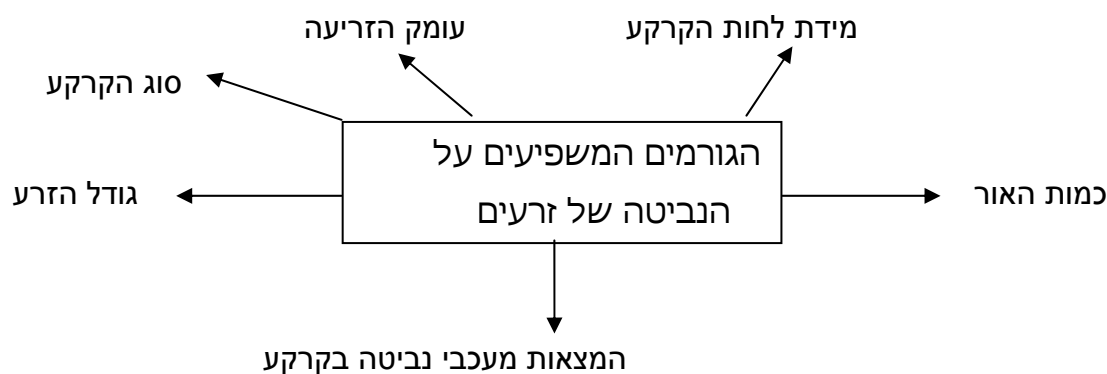 מידת לחות הקרקע
עומק הזריעה
סוג הקרקע
הגורמים המשפיעים על
הנביטה של זרעים
כמות האור
גודל הזרע
המצאות מעכבי נביטה בקרקע